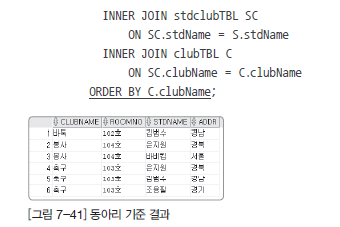 INNER JOIN stdclubTBL SC
ON SC.stdName = S.stdName
INNER JOIN clubTBL C
ON SC.clubName = C.clubName
ORDER BY C.clubName;
CLUBNAME ROOMNO STDNAME ADDR
1 바둑 102호 김범수 경남
2 봉사 104호 은지원 경북
3 봉사 104호 바비킴 서울
4 축구 103호 은지원 경북
5 축구 103호 김범수 경남
6 축구 103호 조용필 경기
[그림 7-41] 동아리 기준 결과